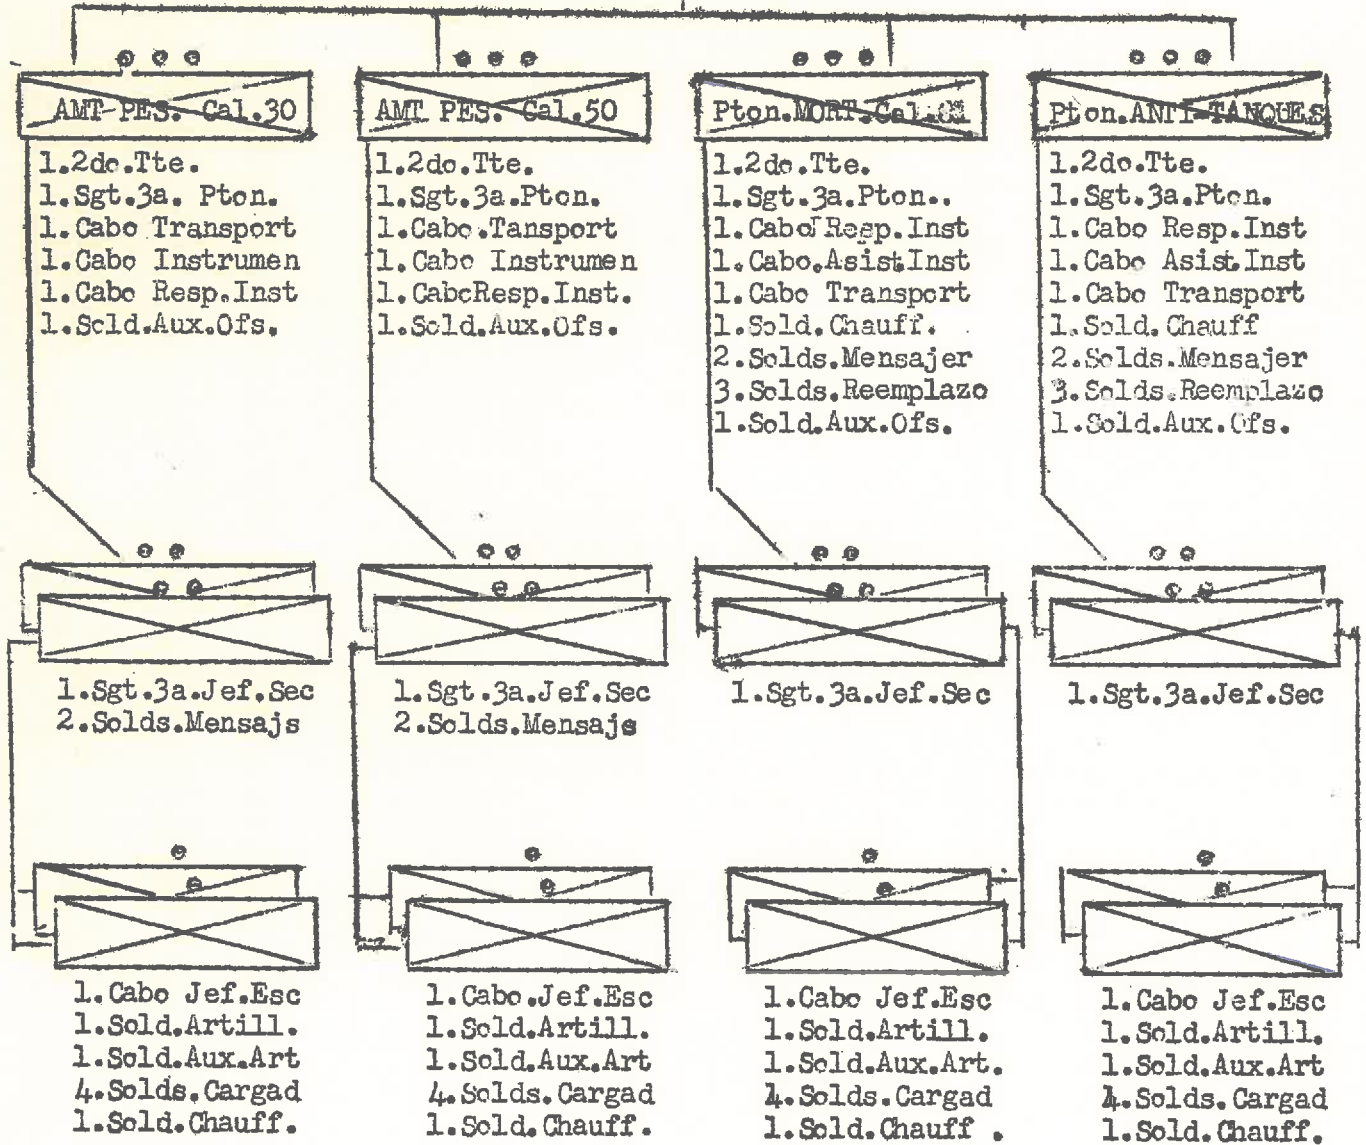 AMT-PES. Cal.30
1.2do.Tte.
1.Sgt.3a. Pton.
1.Cabo Transport
1.Cabo Instrumen
1.Cabo Resp.Inst
1.Sold.Aux.Ofs.
1.Sgt.3a.Jef.Sec
2.Solds.Mensajs
1.Cabo Jef.Esc
1.Sold.Artill.
1.Sold.Aux.Art
4.Solds.Cargad
1.Sold.Chauff.
AMT PES. Cal.50
1.2do.Tte.
1.Sgt.3a.Pton.
1.Cabo.Tansport
1.Cabo Instrumen
1.CaboResp.Inst.
1.Sold.Aux.Ofs.
1.Sgt.3a.Jef.Sec
2.Solds.Mensajs
1.Cabo.Jef.Esc
1.Sold.Artill.
1.Sold.Aux.Art
4.Solds.Cargad
1.Sold.Chauff.
Pton.MORT.Cal.
1.2do.Tte.
1.Sgt.3a.Pton..
1.Cabo Resp.Inst
1.Cabo.Asist.Inst
1.Cabo Transport
1.Sold.Chauff.
2.Solds.Mensajer
3.Solds.Reemplazo
1.Sold.Aux.Ofs.
1.Sgt.3a.Jef.Sec
1.Cabo Jef.Esc
1.Sold.Artill.
1.Sold.Aux.Art.
4.Solds.Cargad
1.Sold.Chauff .
Pton.ANTI-TANQUES
1.2do.Tte.
1.Sgt.3a.Pton.
1.Cabo Resp.Inst
1.Cabo Asist.Inst
1.Cabo Transport
1.Sold.Chauff
2.Solds.Mensajer
3.Solds.Reemplazo
1.Sold.Aux.Ofs.
1.Sgt.3a.Jef.Sec
1.Cabo Jef.Esc
1.Sold.Artill.
1.Sold.Aux.Art
4.Solds.Cargad
1.Sold.Chauff.